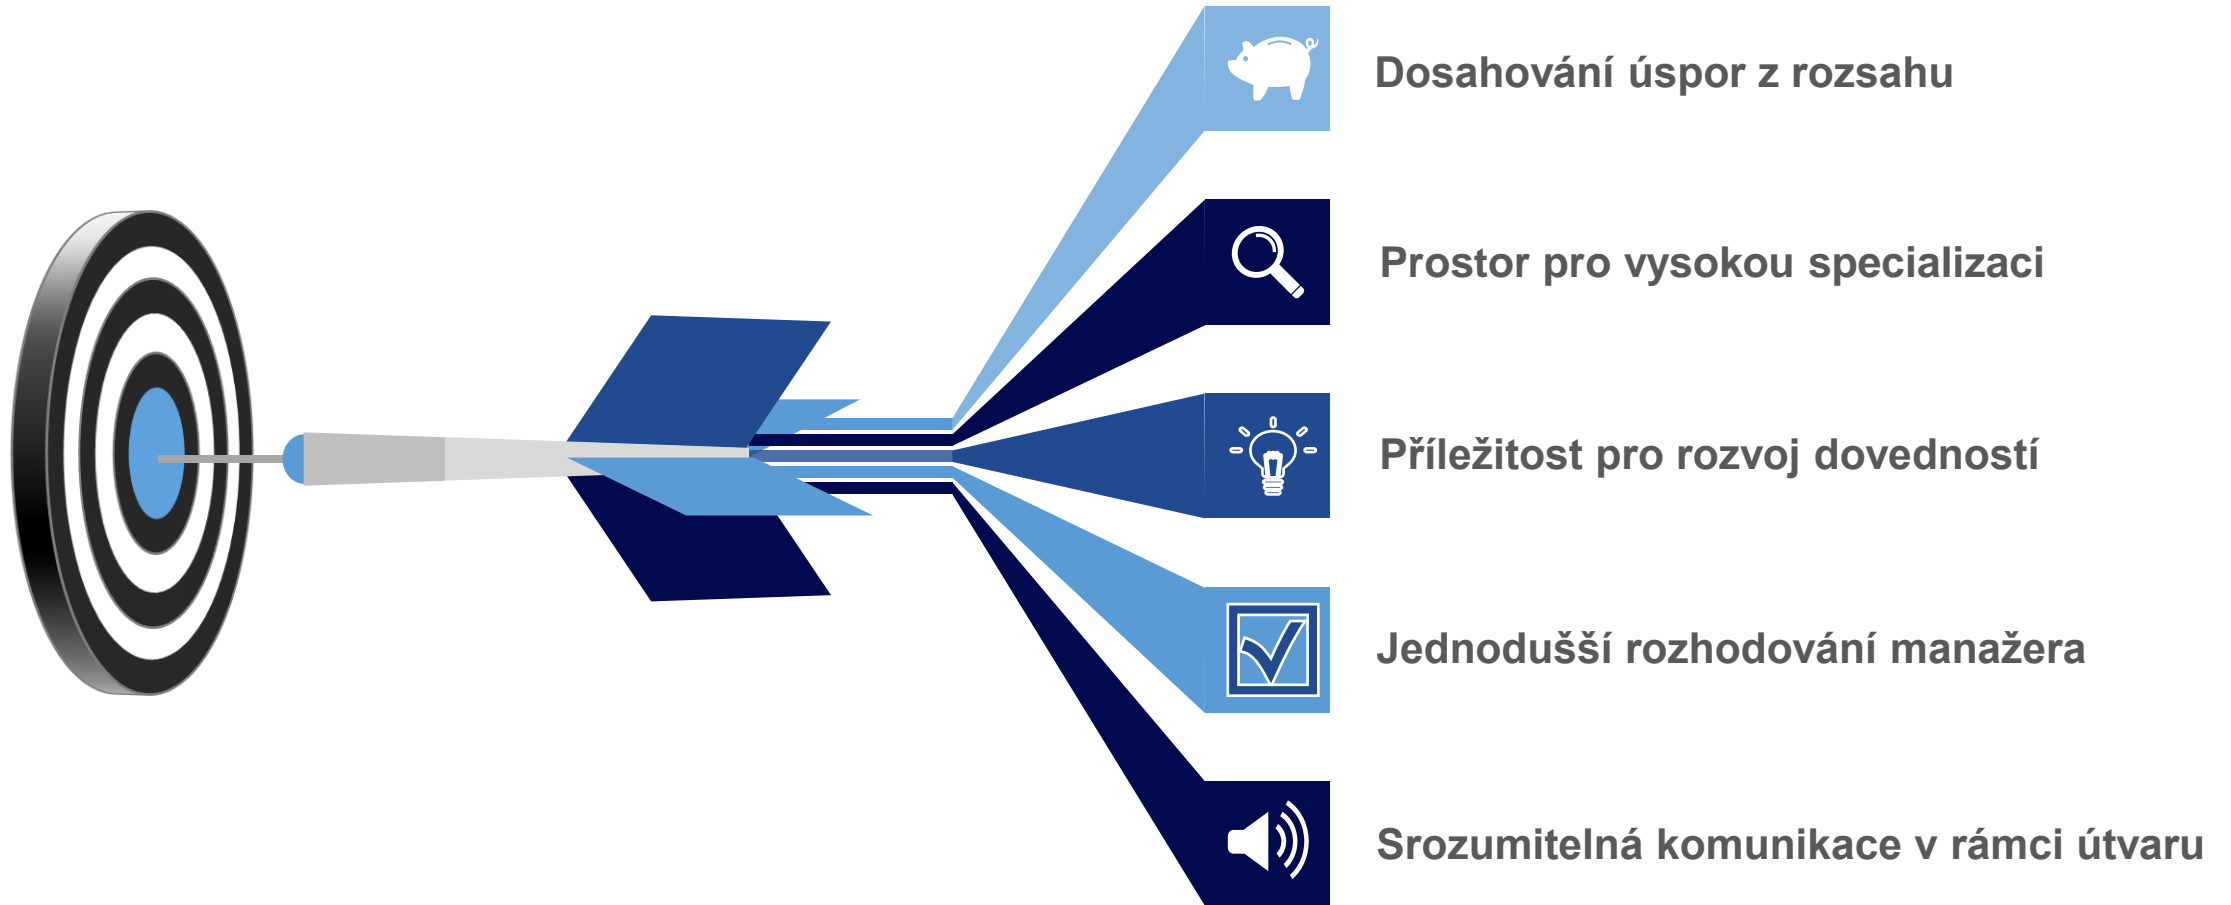 Dosahování úspor z rozsahu
Prostor pro vysokou specializaci
Příležitost pro rozvoj dovedností
Jednodušší rozhodování manažera
Srozumitelná komunikace v rámci útvaru